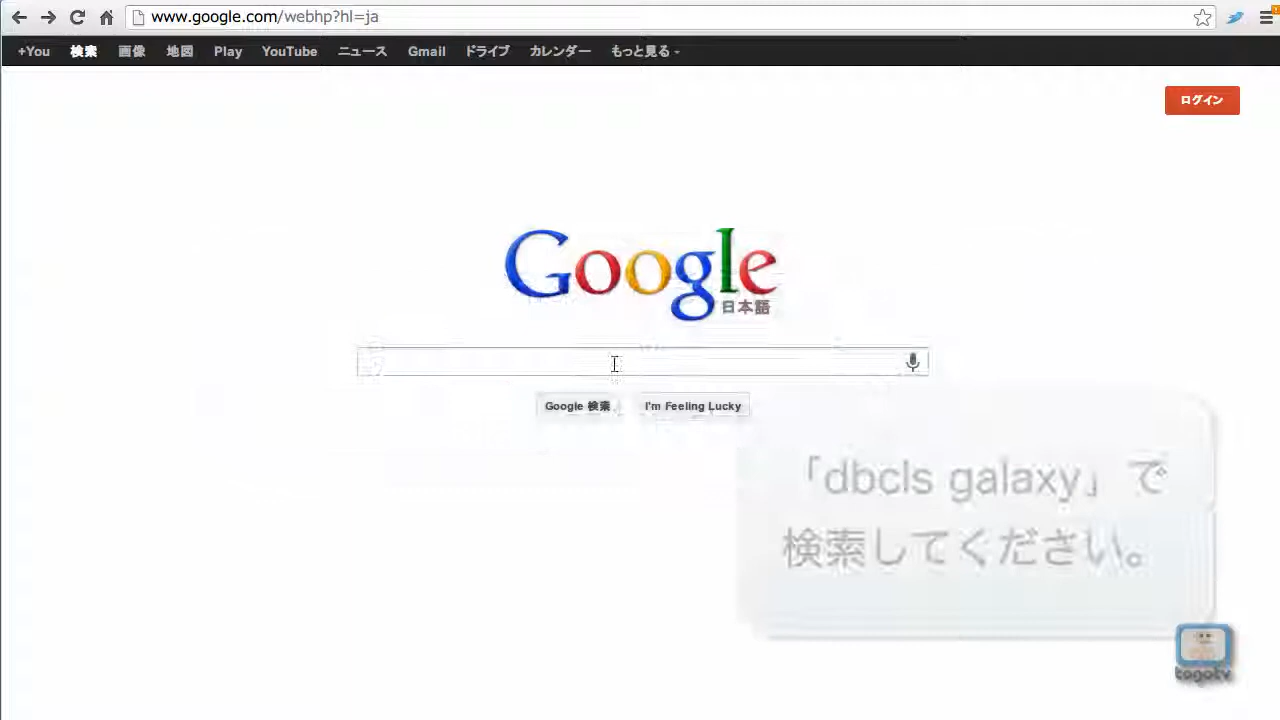 www.google.com/webhp?hl=ja
+You 検索 画像 地図 Play YouTube ニュース Gmail ドライブ カレンダー もっと見る
ログイン
Google
日本語
Google 検索 I'm Feeling Lucky
「dbcls galaxy」で
検索してください。
togotv